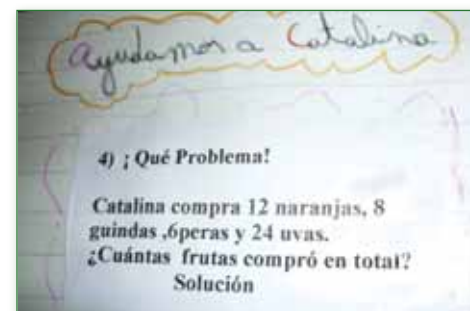 Ayudamos a Catalina
4) ¡ Qué Problema!
Catalina compra 12 naranjas, 8
guindas ,6peras y 24 uvas.
¿Cuántas frutas compró en total?
Solución